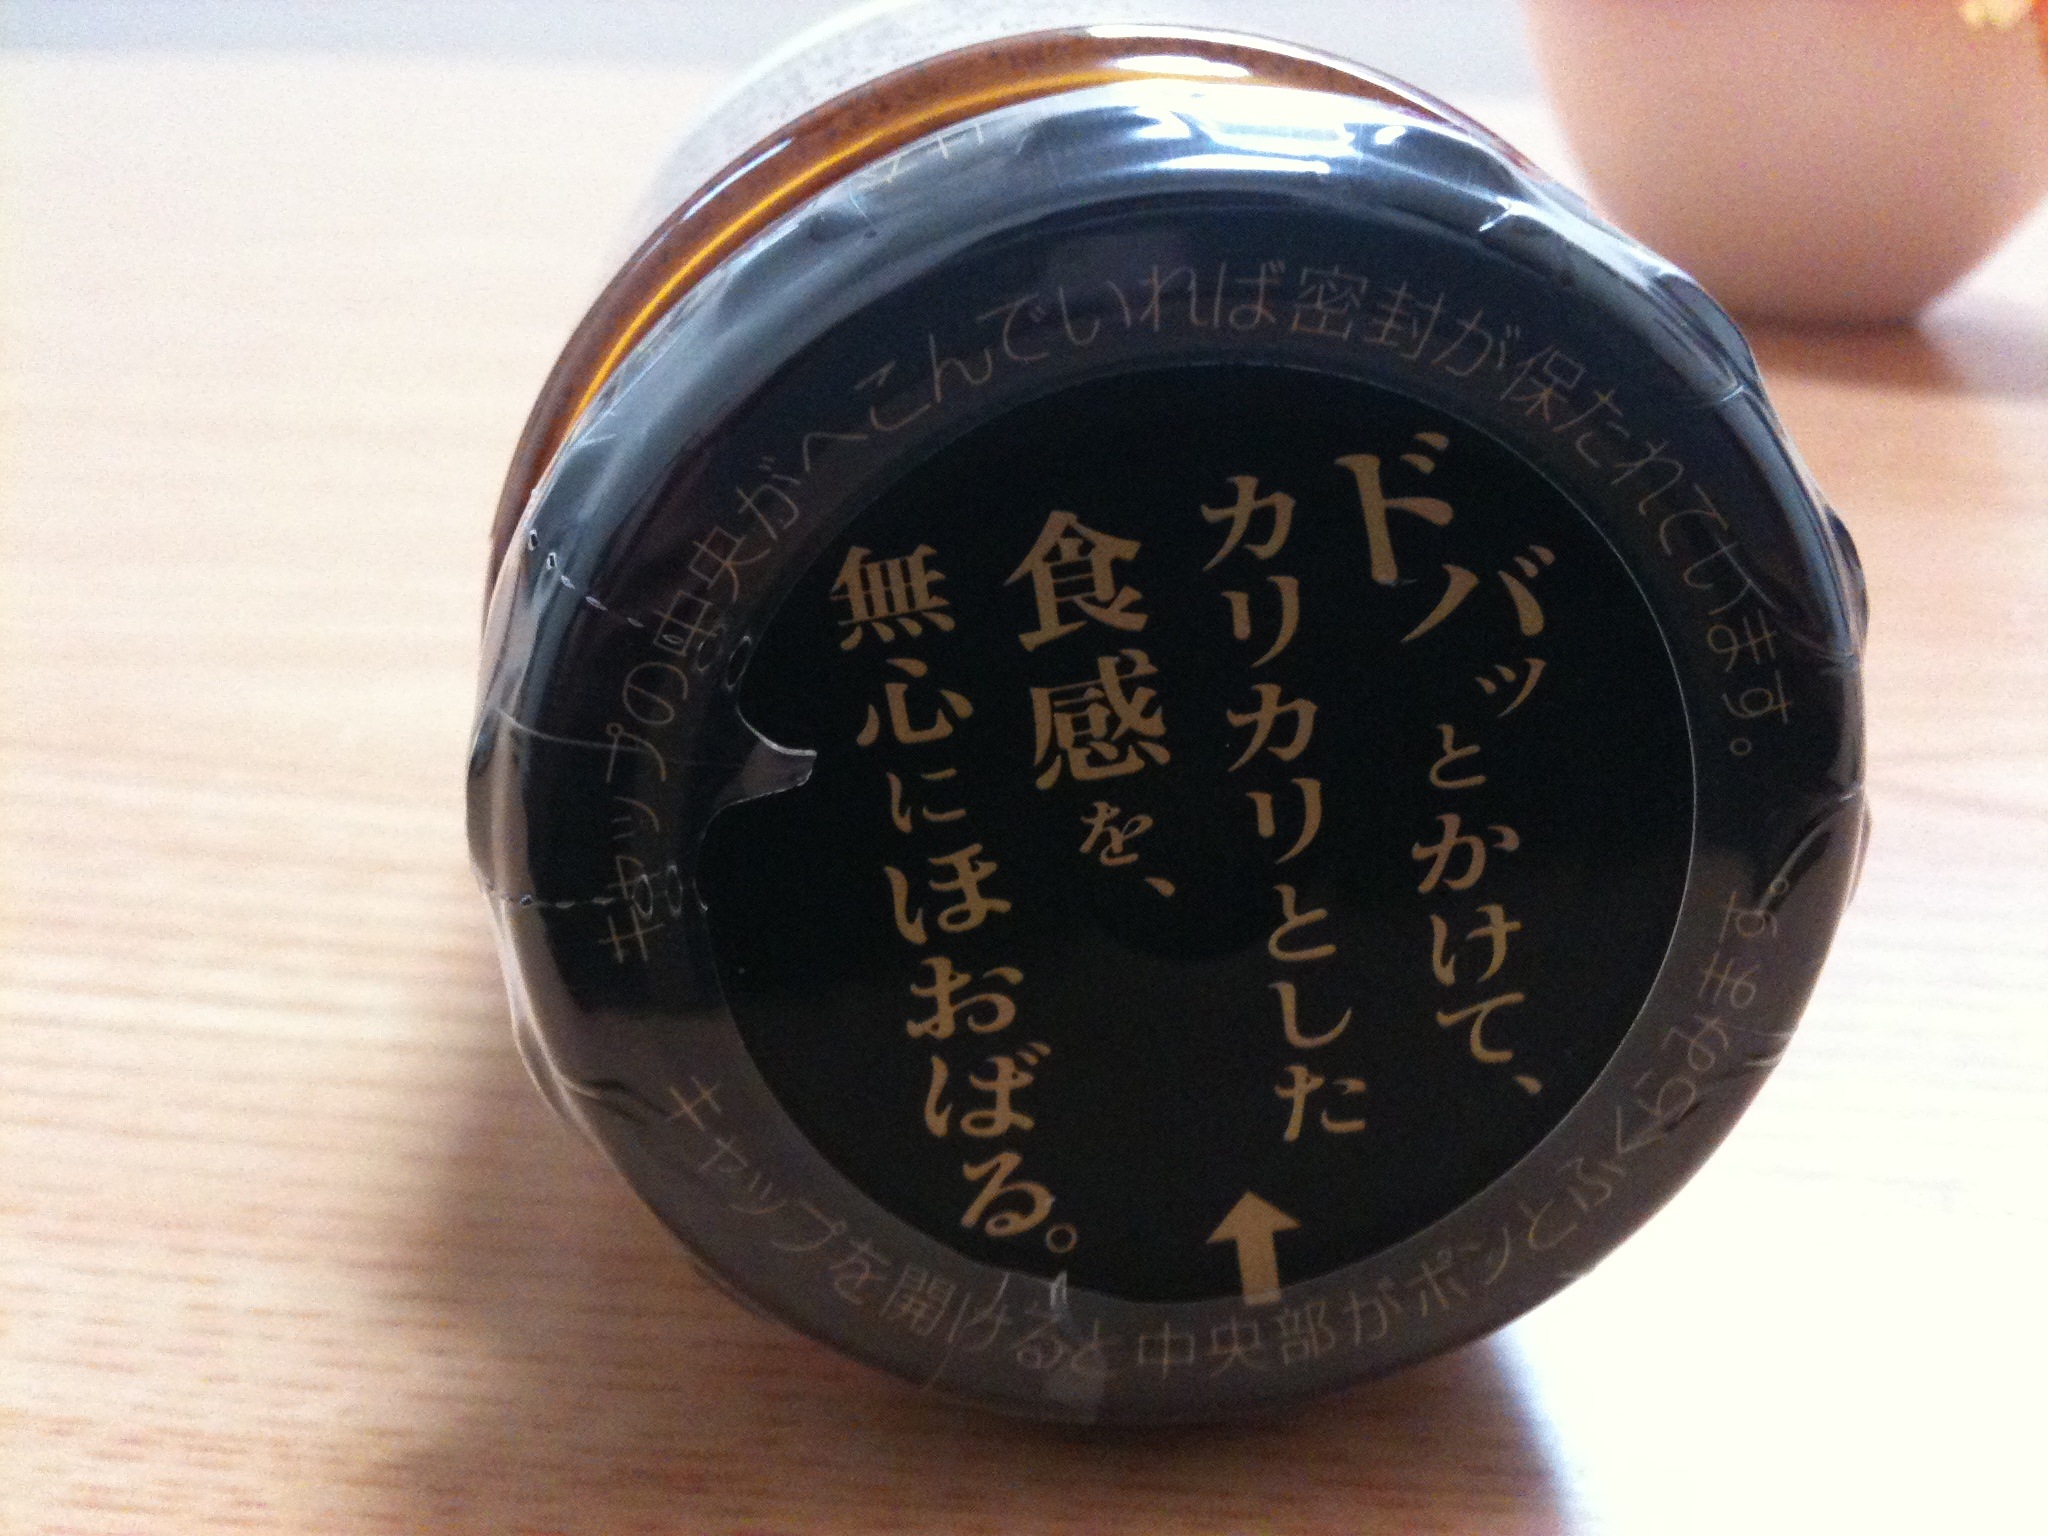 ドバッとかけて、
カリカリカリとした
食感を、
無心にほおばる。
キャップの中央がへこんでいれば密封が保たれています。
キャップを開けると中央部がポンとふくらみます。